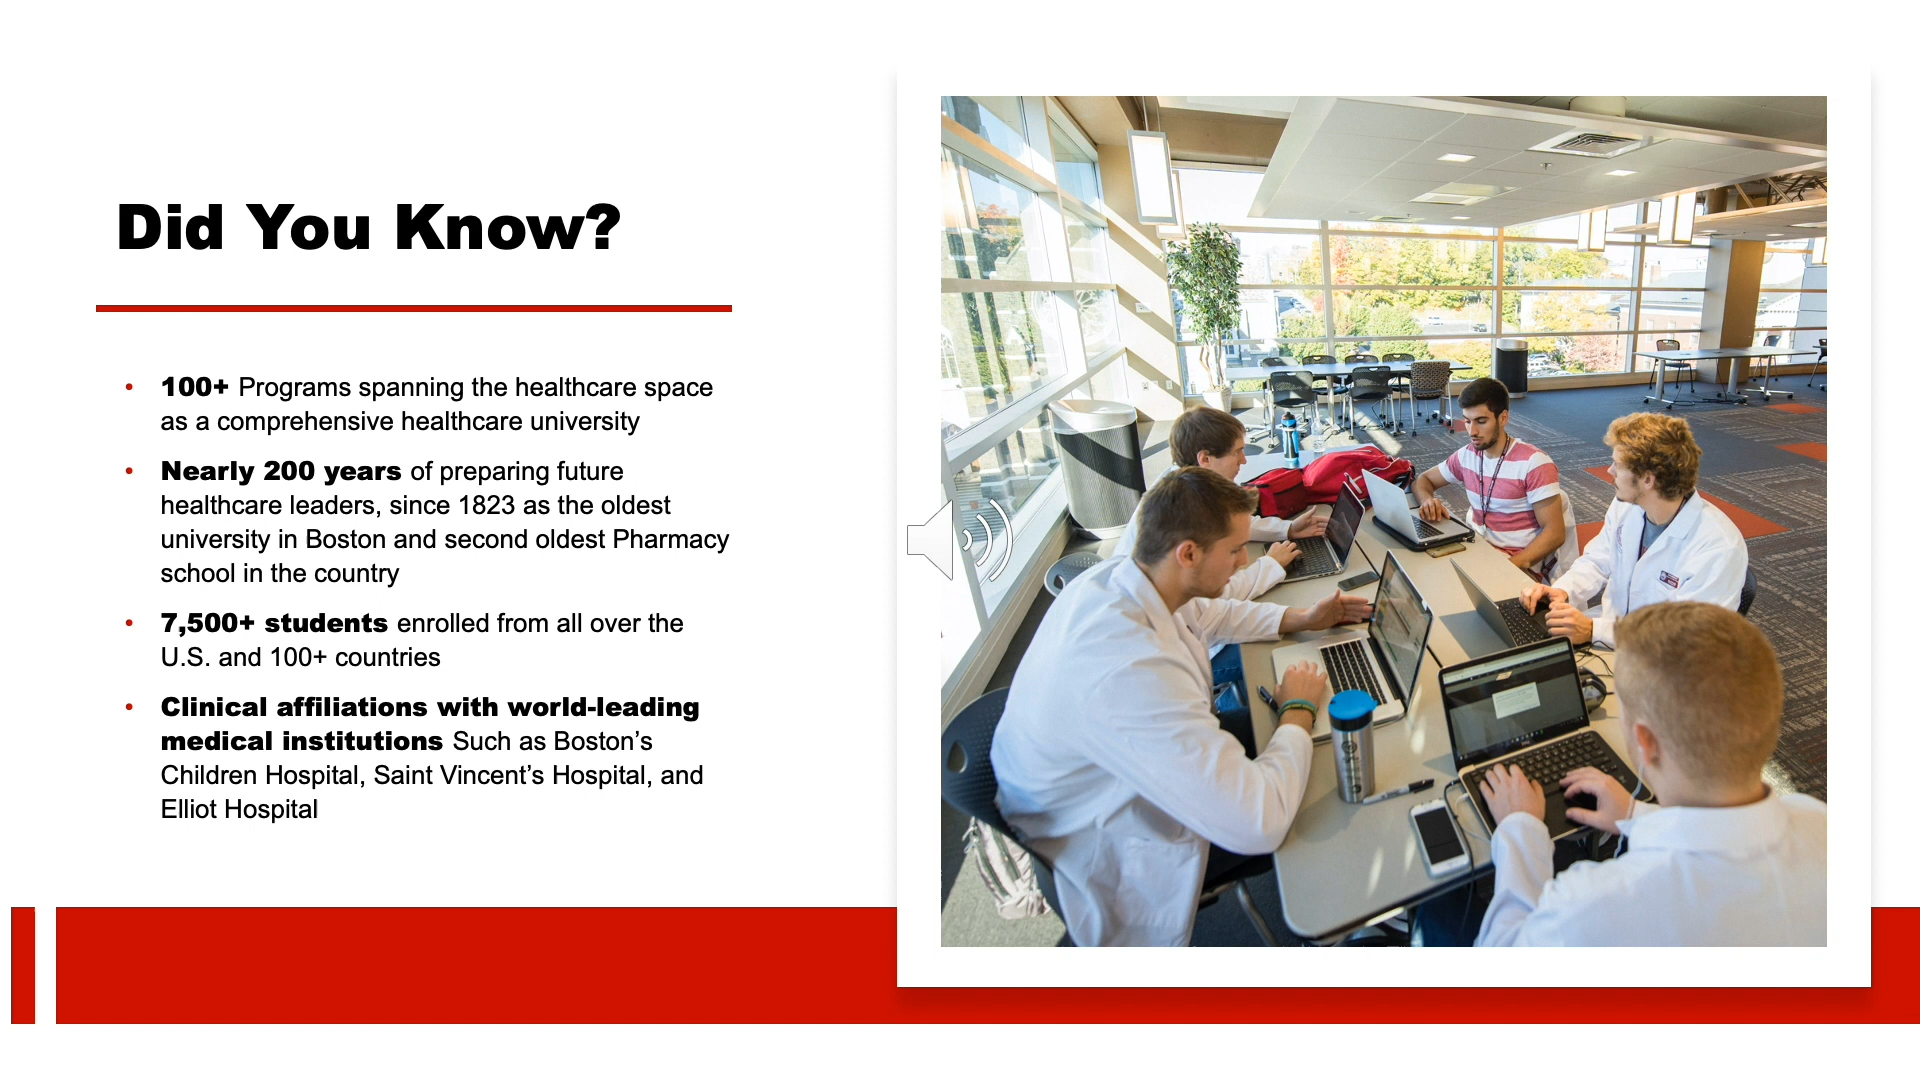 Did You Know?
• 100+ Programs spanning the healthcare space
as a comprehensive healthcare university
• Nearly 200 years of preparing future
healthcare leaders, since 1823 as the oldest
university in Boston and second oldest Pharmacy
school in the country
• 7,500+ students enrolled from all over the
U.S. and 100+ countries
• Clinical affiliations with world-leading
medical institutions Such as Boston’s
Children Hospital, Saint Vincent’s Hospital, and
Elliot Hospital